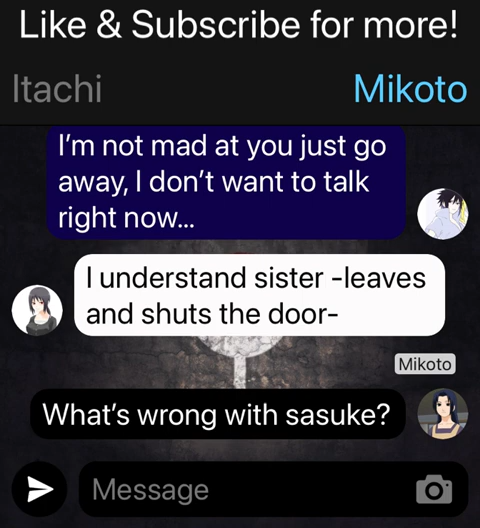 Like & Subscribe for more!
Itachi
Mikoto
I'm not mad at you just go
away, I don't want to talk
right now...
I understand sister -leaves
and shuts the door-
Mikoto
What's wrong with sasuke?
Message